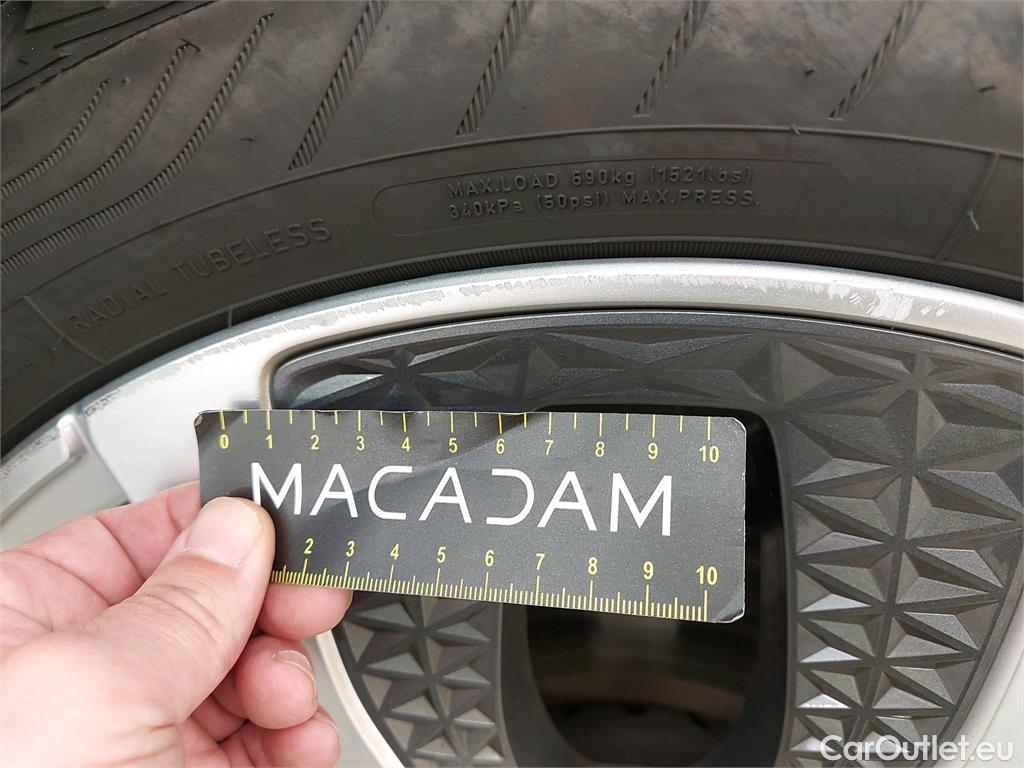 MAX.LOAD 690kg (1521lbs)
340kPa (50psi) MAX.PRESS.
RADIAL TUBELESS
0 1 2 3 4 5 6 7 8 9 10
MACADAM
2 3 4 5 6 7 8 9 10
CarOutlet.eu